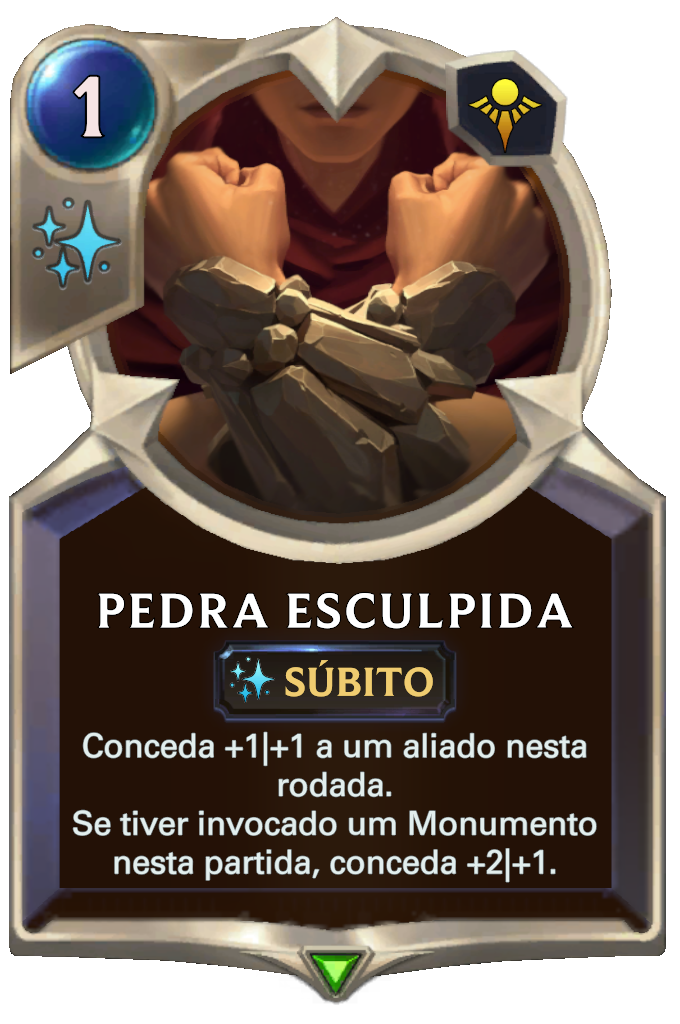 1
PEDRA ESCULPIDA
SÚBITO
Conceda +1|+1 a um aliado nesta
rodada.
Se tiver invocado um Monumento
nesta partida, conceda +2|+1.